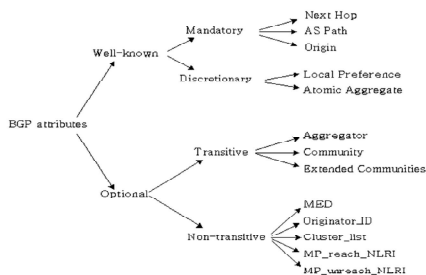 Next Hop
Mandatory
AS Path
Origin
Well-known
Discretionary
Local Preference
Atomic Aggregate
BGP attributes
Aggregator
Transitive
Community
Extended Communities
Optional
MED
Originator_ID
Non-transitive
Cluster_list
MP_reach_NLRI
MP_unreach_NLRI